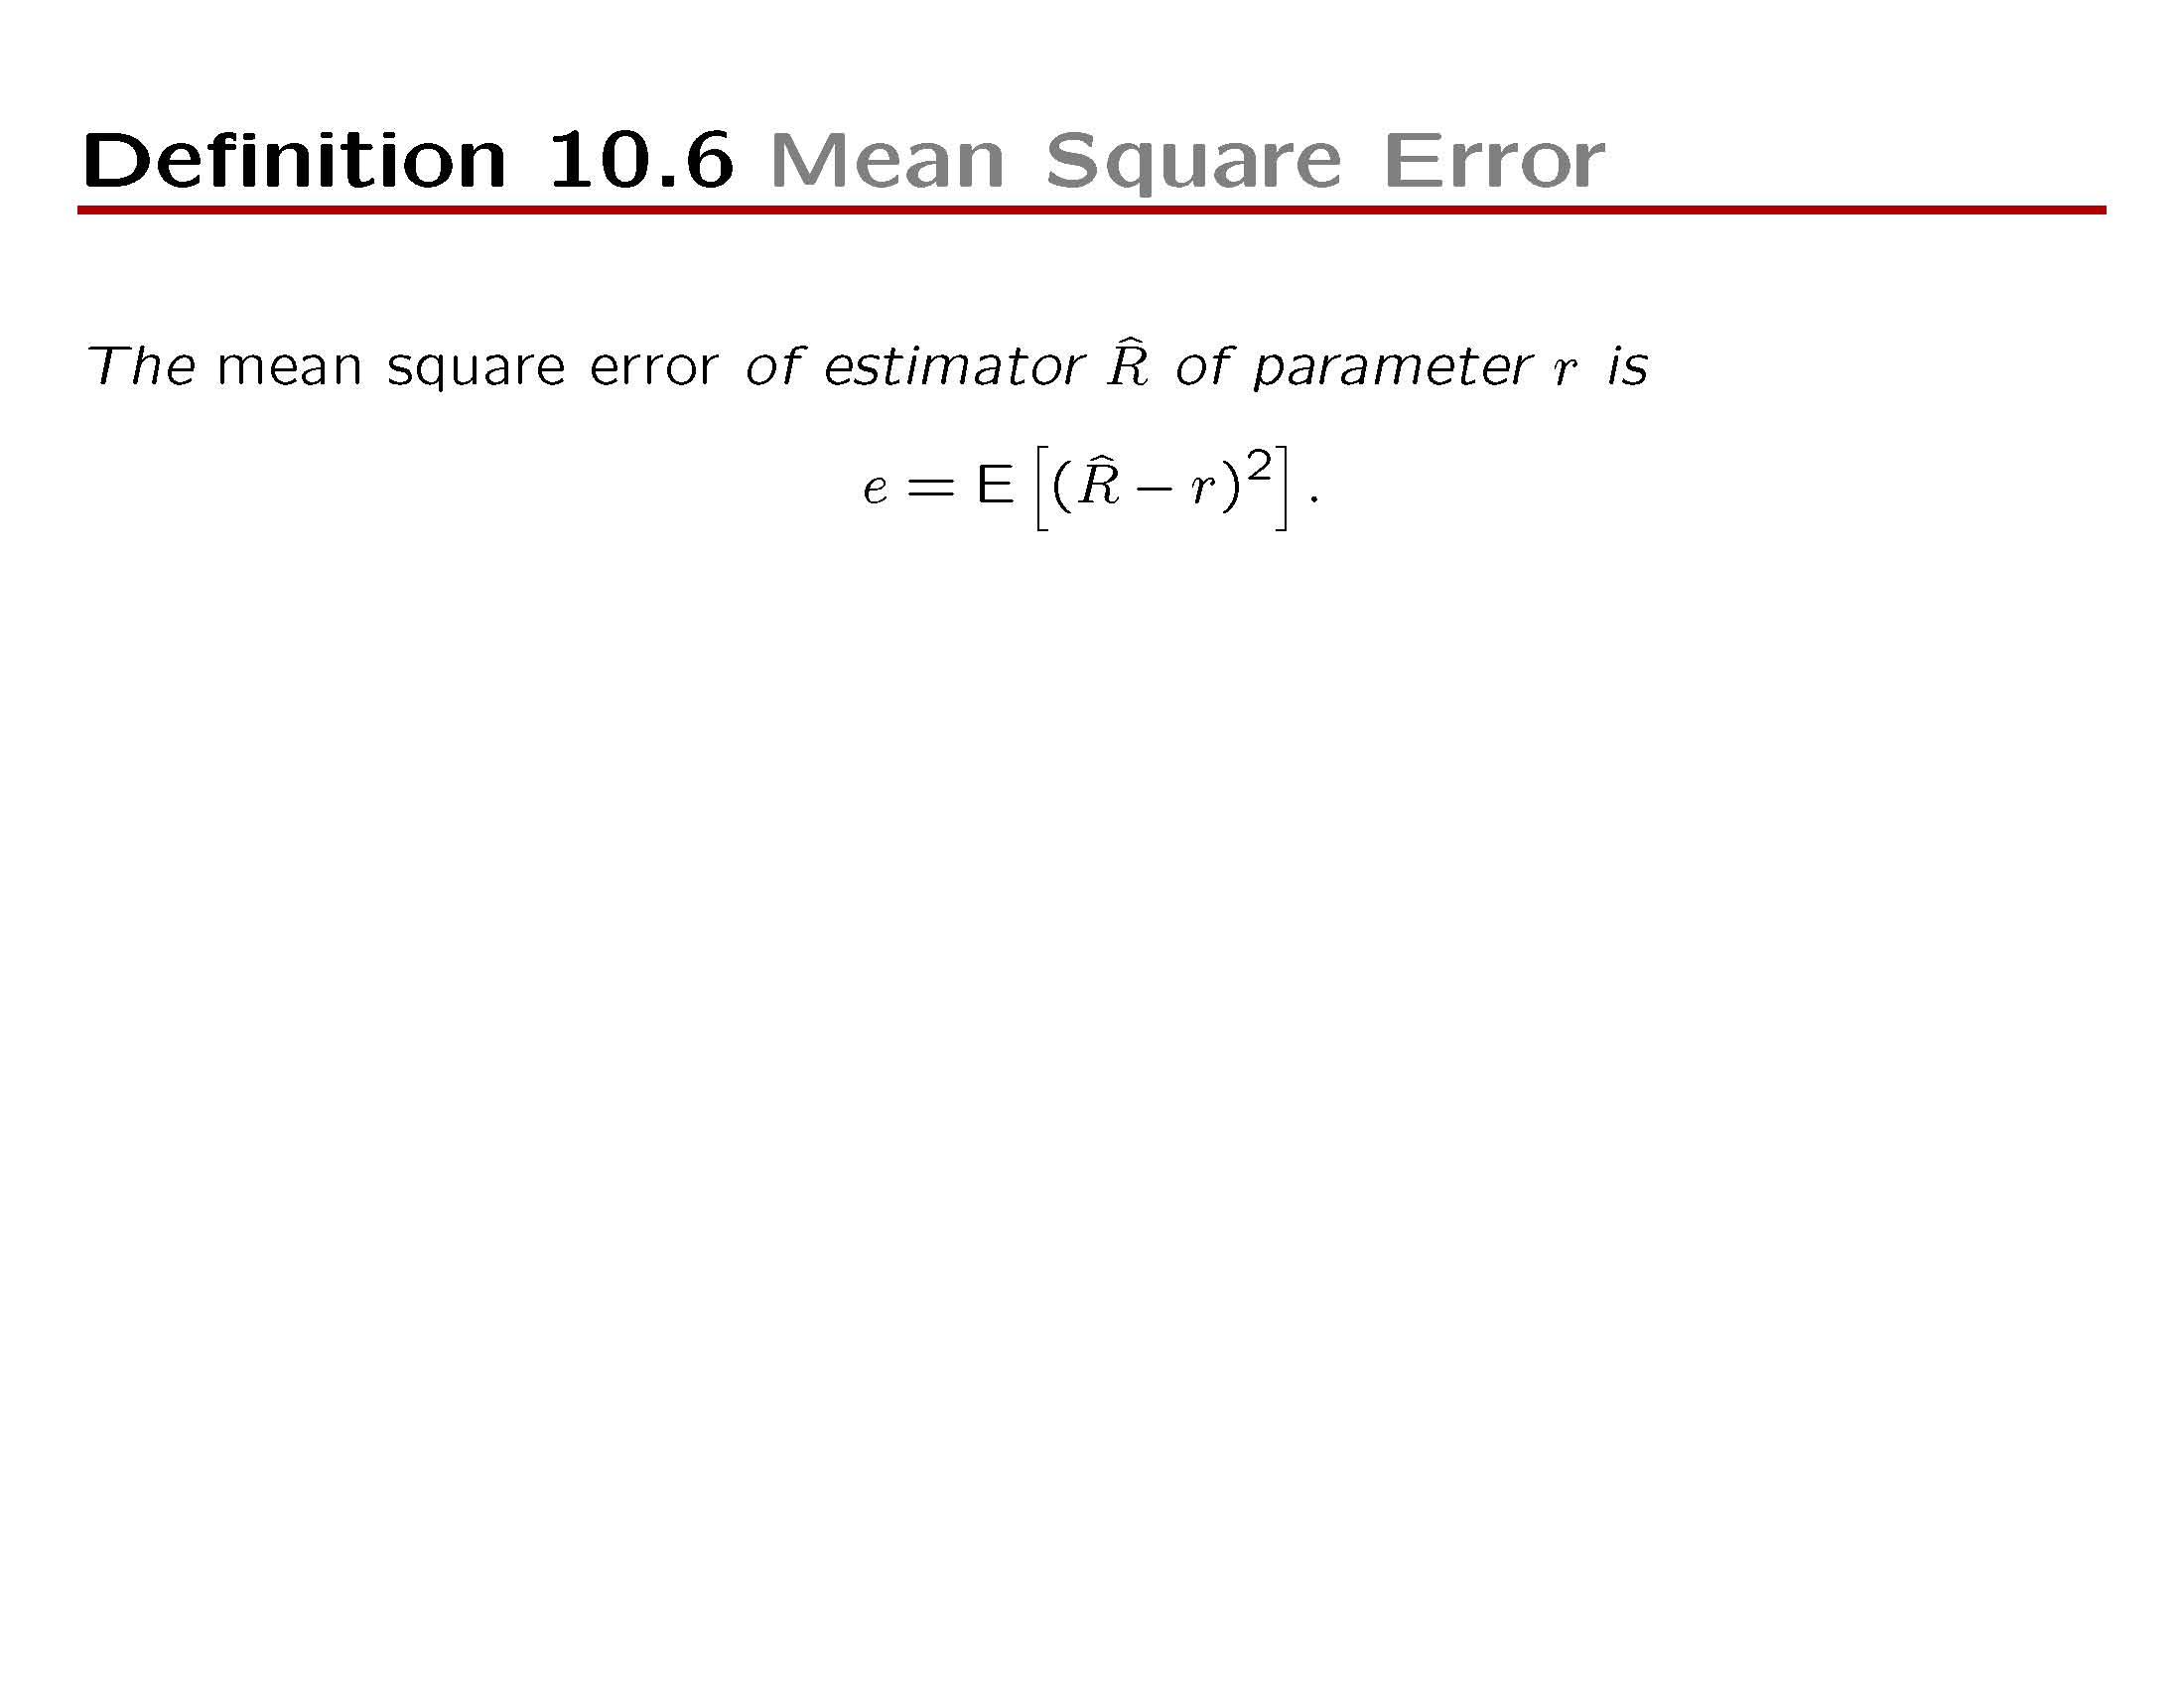 Definition 10.6 Mean Square Error
The mean square error of estimator R̂ of parameter r is
e = E [(R̂ − r)²] .